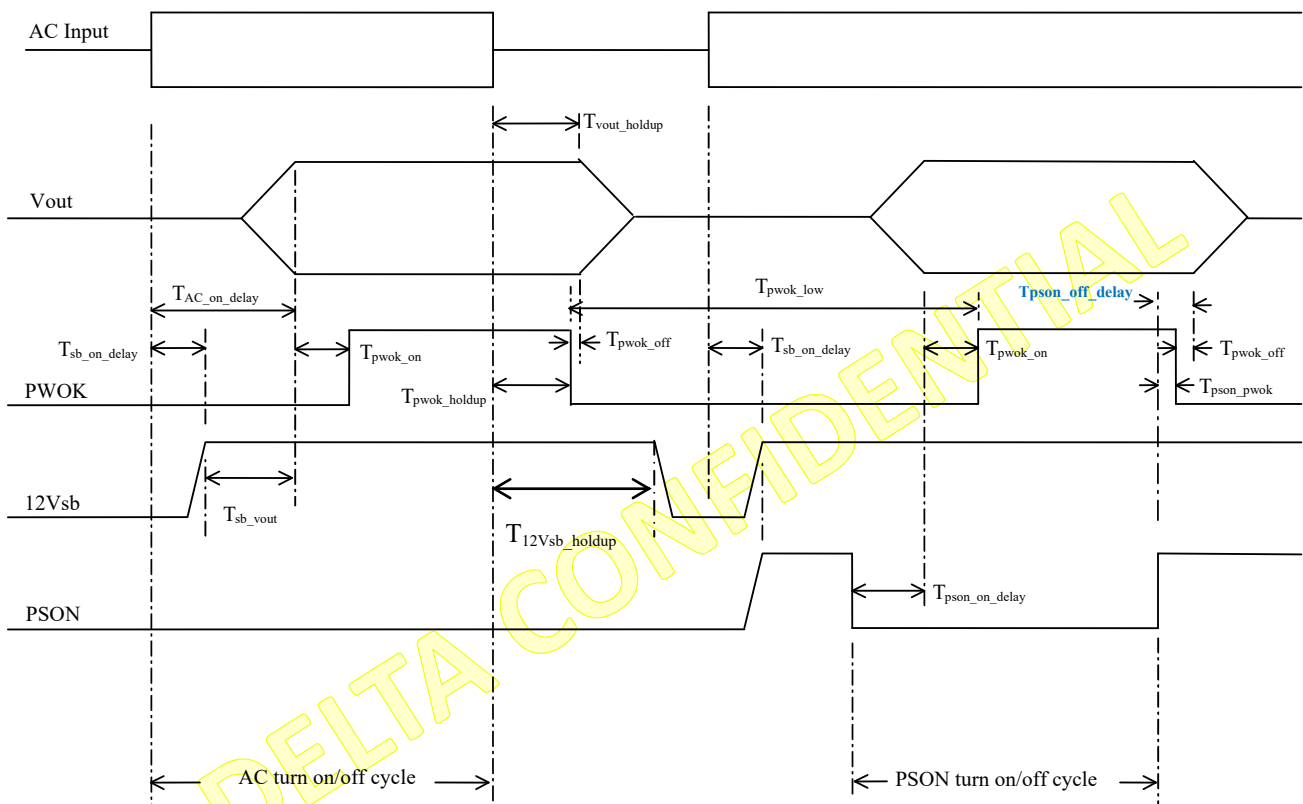 AC Input
Tvout_holdup
Vout
TAC_on_delay
Tpwok_low
Tpson_off_delay
Tsb_on_delay
Tpwok_on
Tpwok_off
Tsb_on_delay
Tpwok_on
Tpwok_off
PWOK
Tpwok_holdup
Tpson_pwok
12Vsb
Tsb_vout
T12Vsb_holdup
PSON
Tpson_on_delay
AC turn on/off cycle
PSON turn on/off cycle
DELTA CONFIDENTIAL